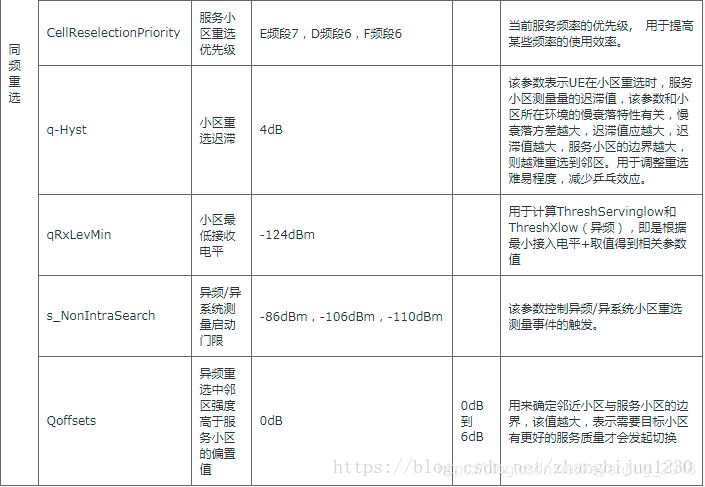 同
频
重
选
CellReselectionPriority
服务小
区重选
优先级
E频段7，D频段6，F频段6
当前服务频率的优先级， 用于提高
某些频率的使用效率。
q-Hyst
小区重
选迟滞
4dB
该参数表示UE在小区重选时，服务
小区测量量的迟滞值，该参数和小
区所在环境的慢衰落特性有关，慢
衰落方差越大，迟滞值应越大，迟
滞值越大，服务小区的边界越大，
则越难重选到邻区。用于调整重选
难易程度，减少乒乓效应。
qRxLevMin
小区最
低接收
电平
-124dBm
用于计算ThreshServinglow和
ThreshXlow（异频），即是根据
最小接入电平+取值得到相关参数
值
s_NonIntraSearch
异频/异
系统测
量启动
门限
-86dBm，-106dBm，-110dBm
该参数控制异频/异系统小区重选
测量事件的触发。
Qoffsets
异频重
选中邻
区强度
高于服
务小区
的偏置
值
0dB
0dB
到
6dB
用来确定邻近小区与服务小区的边
界，该值越大，表示需要目标小区
有更好的服务质量才会发起切换
https://blog.csdn.net/zhangbijun1230